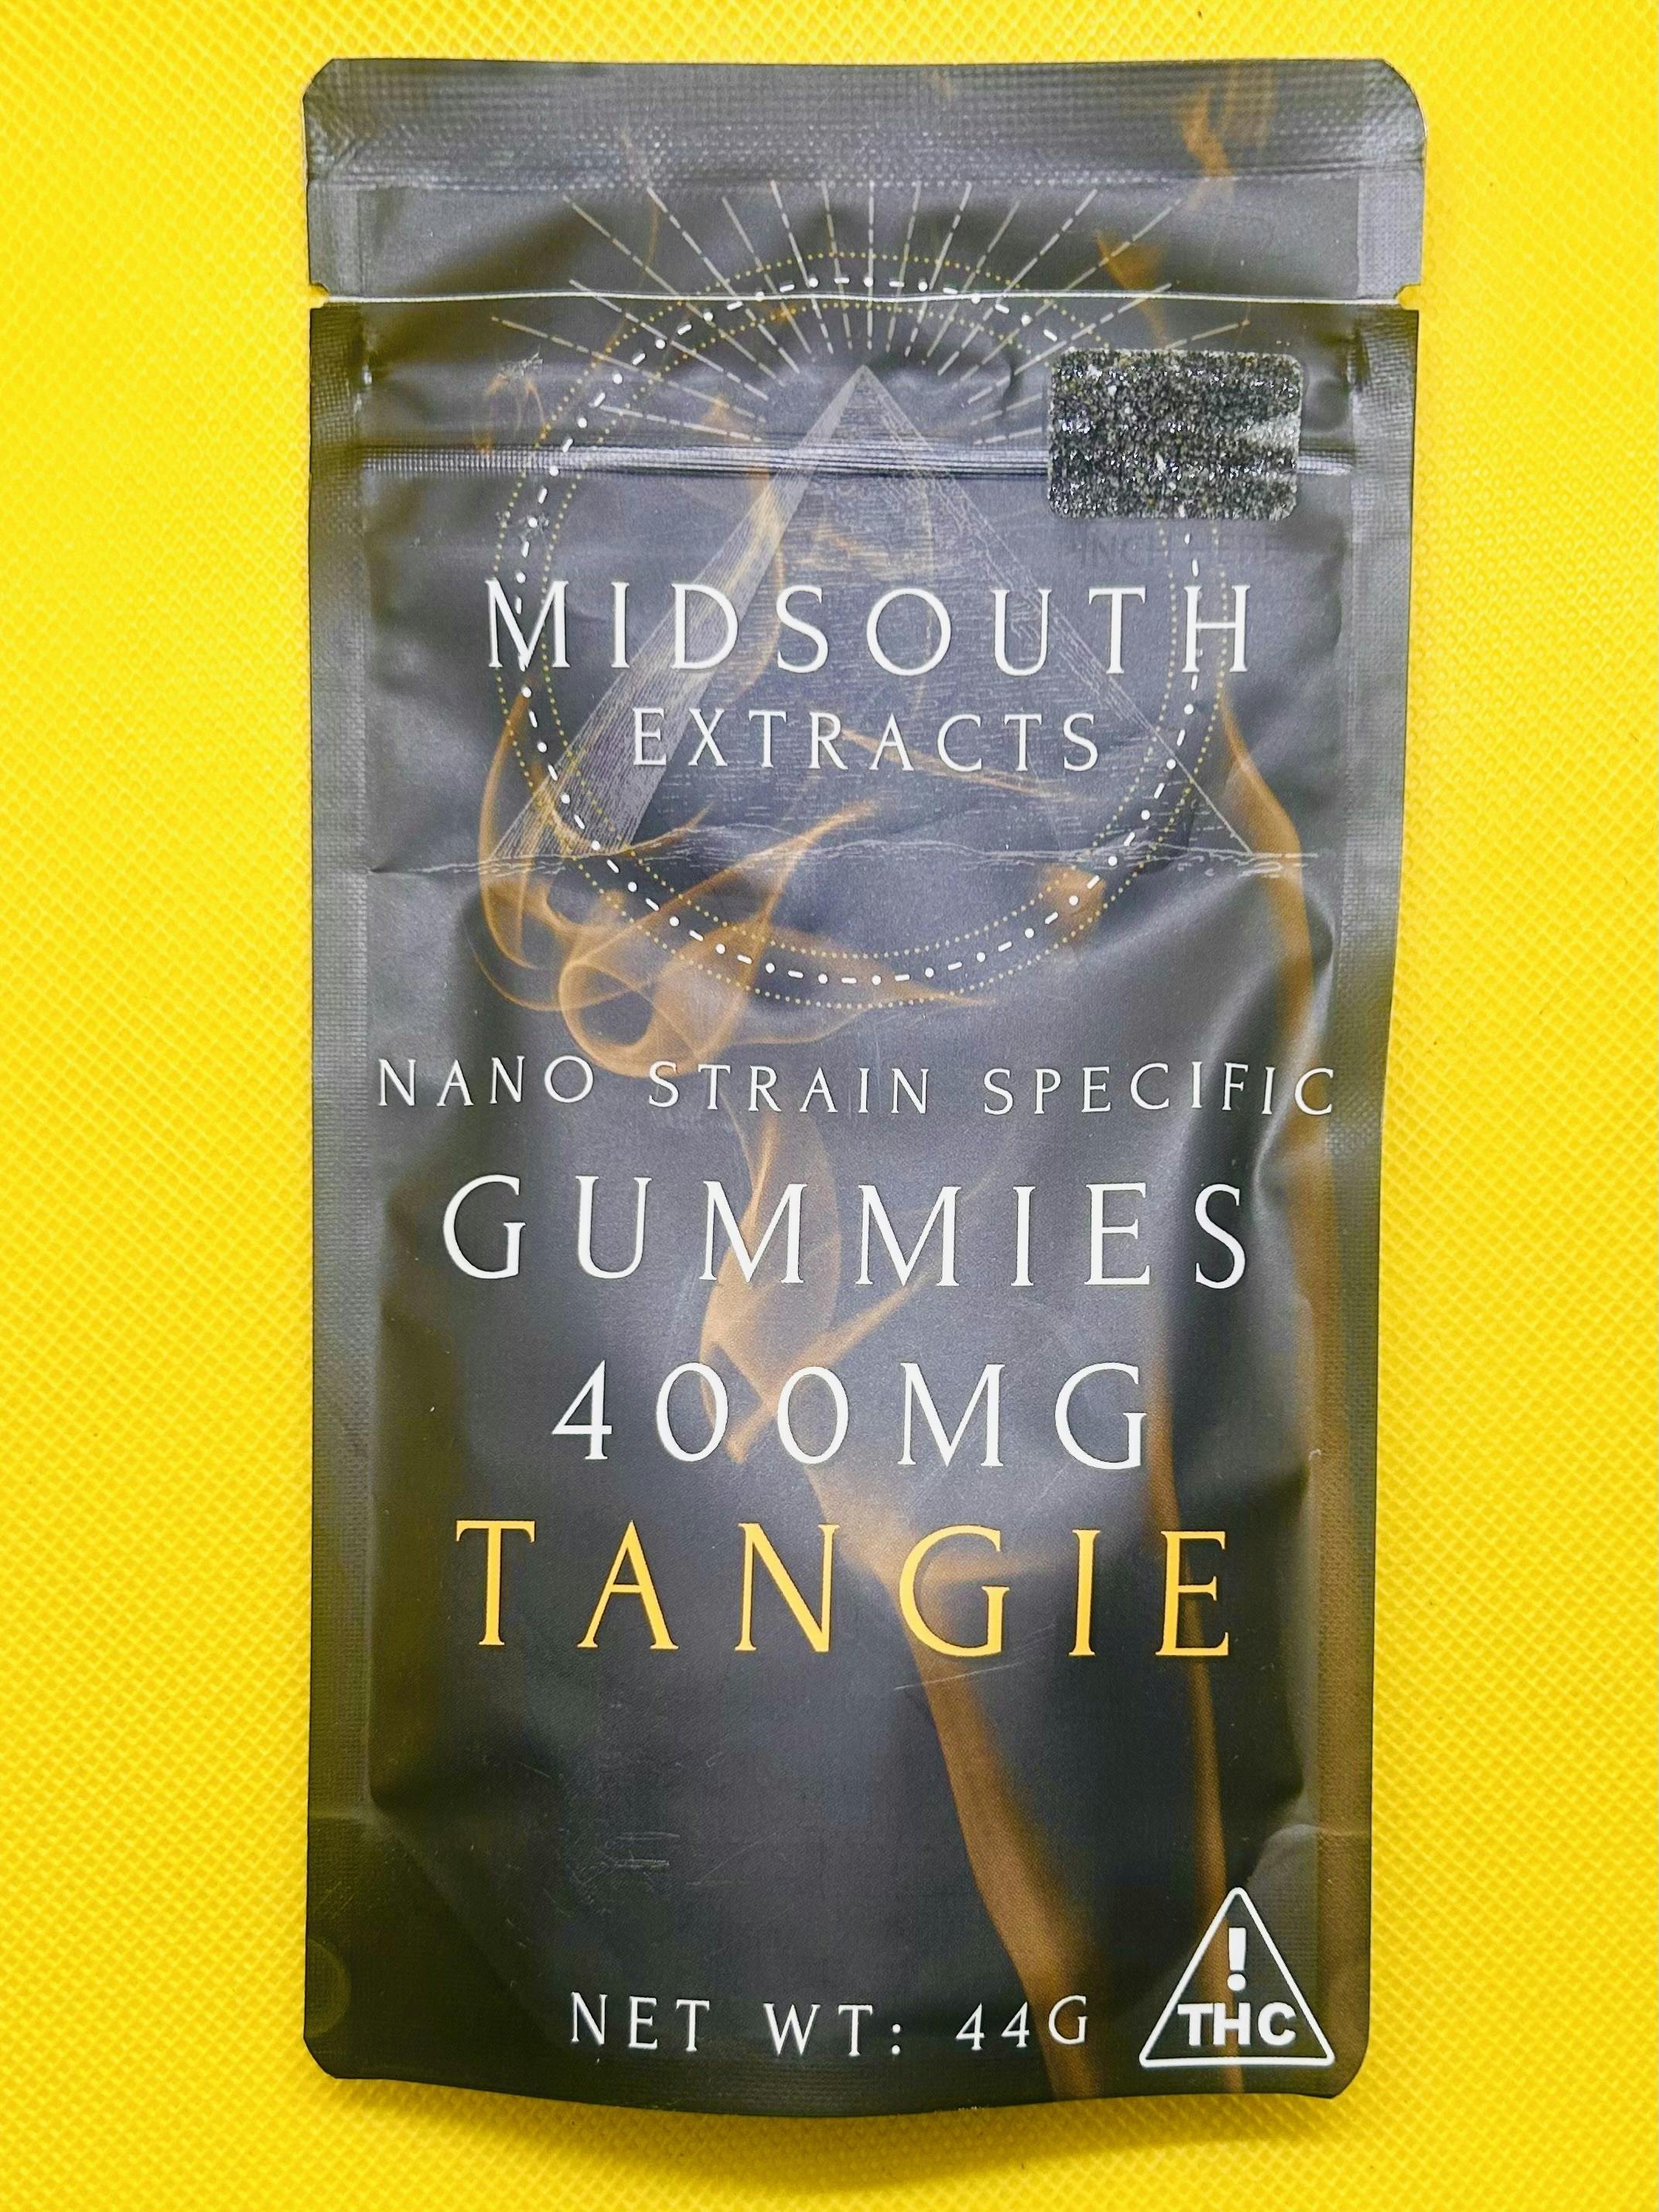 MIDSOUTH
EXTRACTS
NANO STRAIN SPECIFIC
GUMMIES
400MG
TANGIE
NET WT: 44G
!
THC